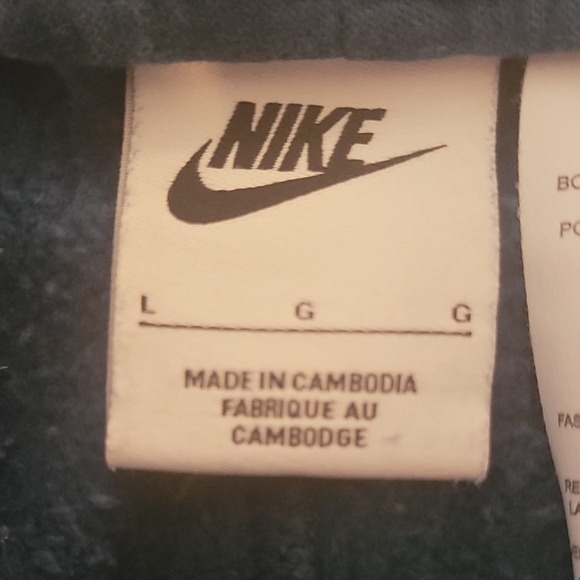 NIKE
L G G
MADE IN CAMBODIA
FABRIQUE AU
CAMBODGE